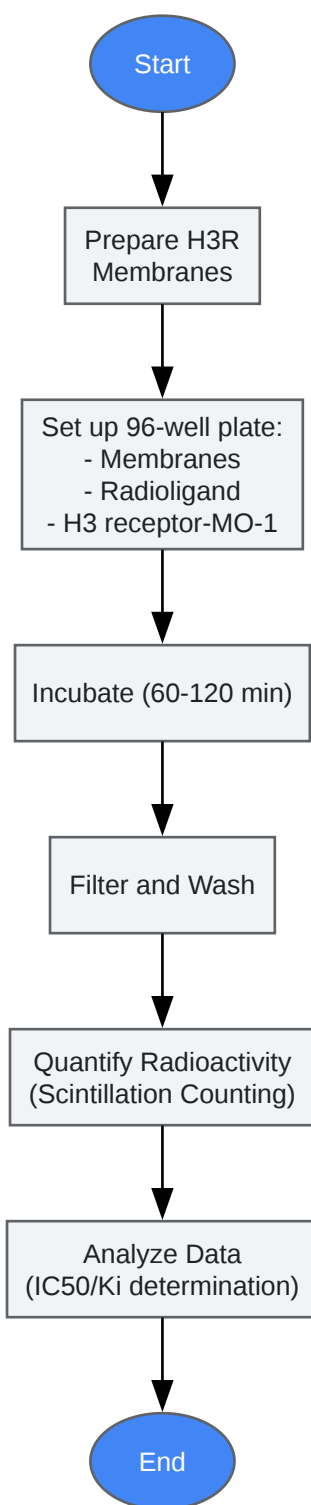 Start
Prepare H3R
Membranes
Set up 96-well plate:
- Membranes
- Radioligand
- H3 receptor-MO-1
Incubate (60-120 min)
Filter and Wash
Quantify Radioactivity
(Scintillation Counting)
Analyze Data
(IC50/Ki determination)
End